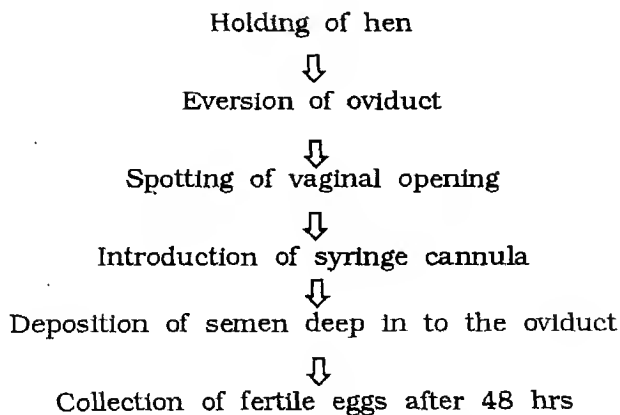 Holding of hen
⇩
Eversion of oviduct
⇩
Spotting of vaginal opening
⇩
Introduction of syringe cannula
⇩
Deposition of semen deep in to the oviduct
⇩
Collection of fertile eggs after 48 hrs